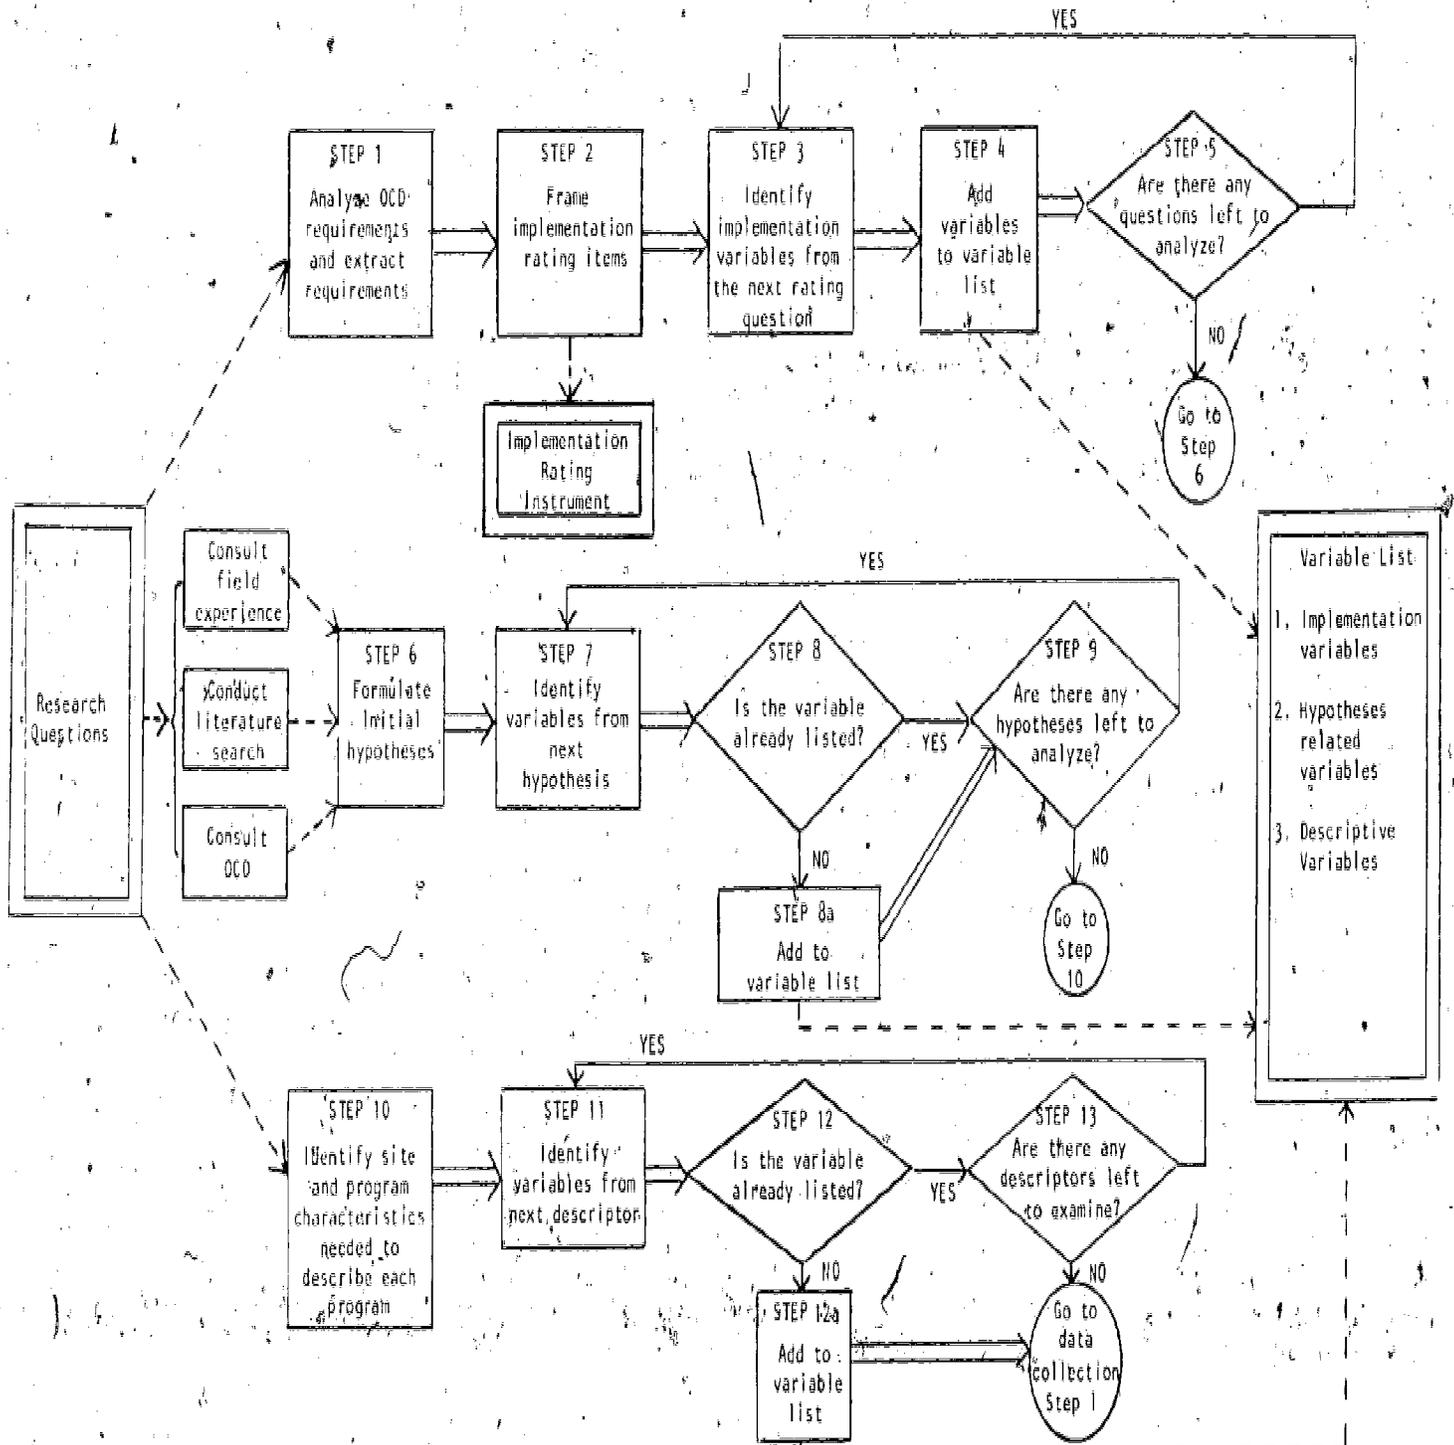 YES
STEP 1
Analyze OCD
requirements
and extract
requirements
STEP 2
Frame
implementation
rating items
STEP 3
Identify
implementation
variables from
the next rating
question
STEP 4
Add
variables
to variable
list
STEP 5
Are there any
questions left to
analyze?
NO
Go to
Step
6
Implementation
Rating
Instrument
Research
Questions
Consult
field
experience
Conduct
literature
search
Consult
OCD
STEP 6
Formulate
Initial
hypotheses
YES
STEP 7
Identify
variables from
next
hypothesis
STEP 8
Is the variable
already listed?
YES
NO
STEP 8a
Add to
variable list
STEP 9
Are there any
hypotheses left to
analyze?
NO
Go to
Step
10
Variable List
1. Implementation
variables
2. Hypotheses
related
variables
3. Descriptive
Variables
YES
STEP 10
Identify site
and program
characteristics
needed to
describe each
program
STEP 11
Identify
variables from
next descriptor
STEP 12
Is the variable
already listed?
YES
NO
STEP 12a
Add to
variable
list
STEP 13
Are there any
descriptors left
to examine?
NO
Go to
data
collection
Step 1